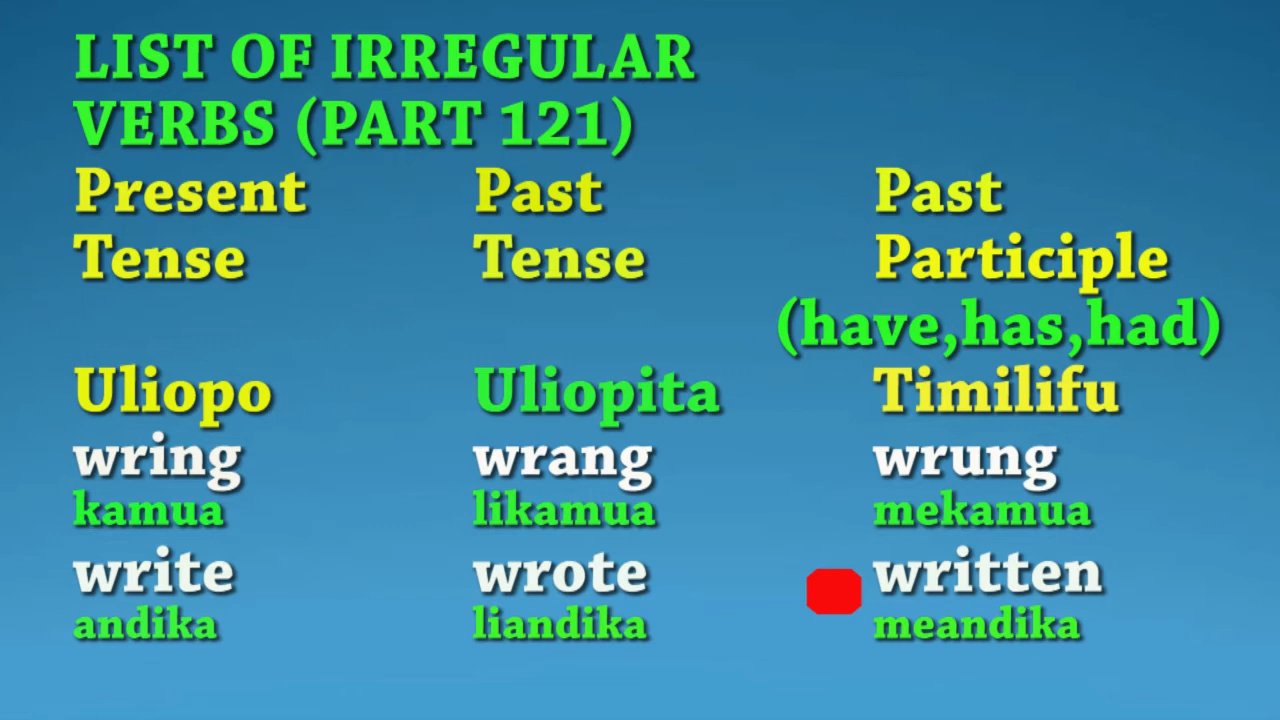 LIST OF IRREGULAR
VERBS (PART 121)
Present Past Past
Tense Tense Participle
(have,has,had)
Uliopo Uliopita Timilifu
wring wrang wrung
kamua likamua mekamua
write wrote written
andika liandika meandika